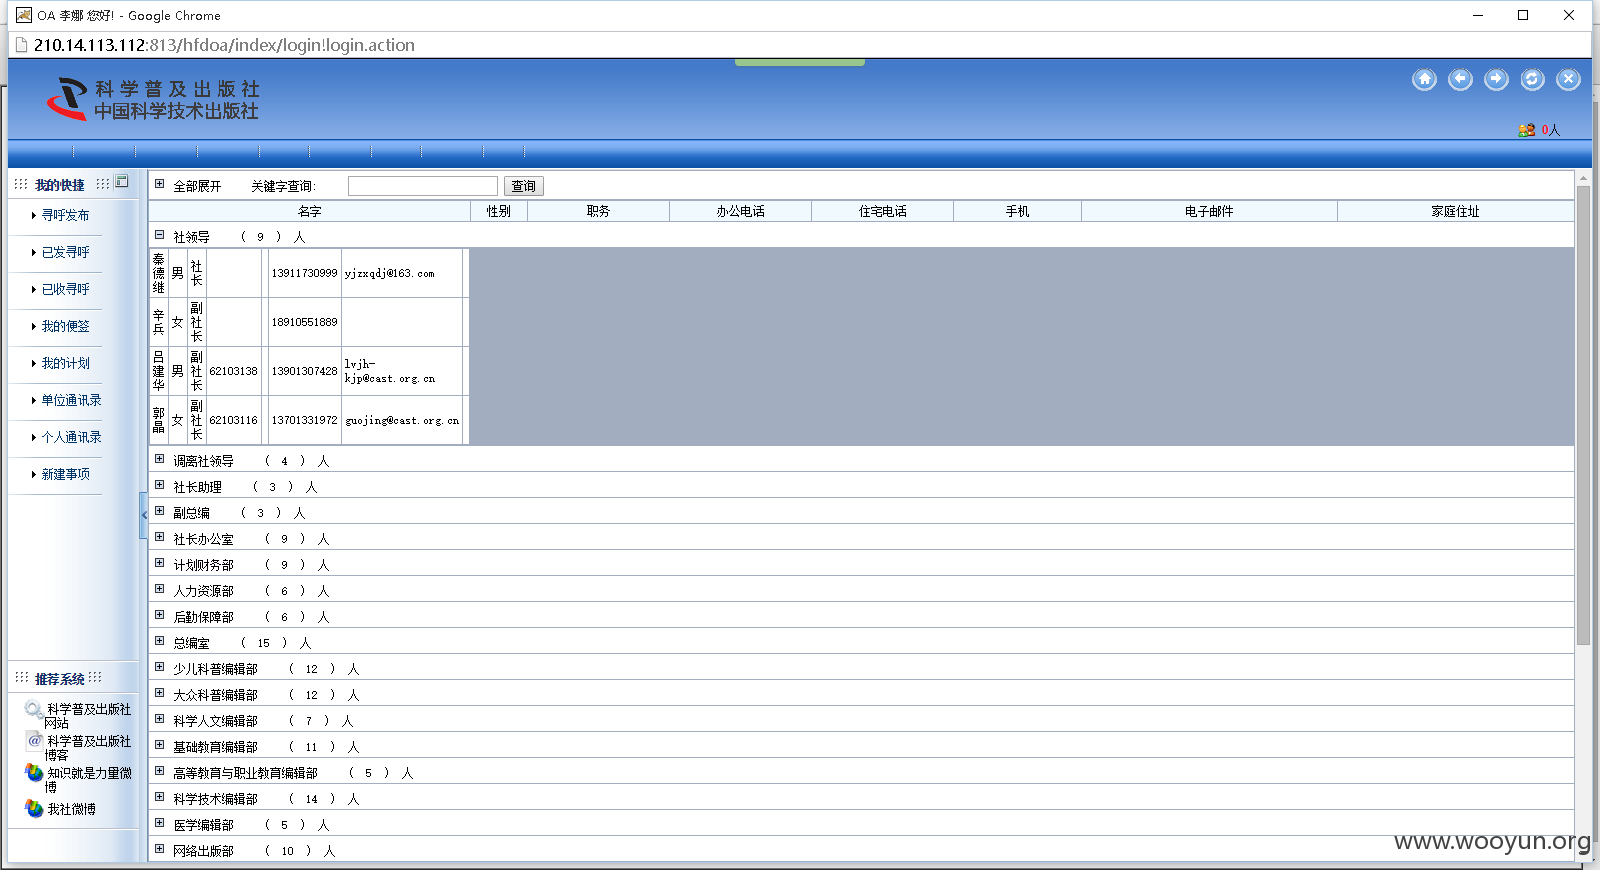 OA 李娜 您好! - Google Chrome
210.14.113.112:813/hfdoa/index/login!login.action
科学普及出版社
中国科学技术出版社
0人
我的快捷
寻呼发布
已发寻呼
已收寻呼
我的便签
我的计划
单位通讯录
个人通讯录
新建事项
推荐系统
科学普及出版社网站
科学普及出版社博客
知识就是力量微博
我社微博
全部展开 关键字查询: 查询
名字 性别 职务 办公电话 住宅电话 手机 电子邮件 家庭住址
社领导 ( 9 ) 人
秦德继 男 社长 13911730999 yjzxqdj@163.com
辛兵 女 副社长 18910551889
吕建华 男 副社长 62103138 13901307428 lvjh-kjp@cast.org.cn
郭晶 女 副社长 62103116 13701331972 guojing@cast.org.cn
调离社领导 ( 4 ) 人
社长助理 ( 3 ) 人
副总编 ( 3 ) 人
社长办公室 ( 9 ) 人
计划财务部 ( 9 ) 人
人力资源部 ( 6 ) 人
后勤保障部 ( 6 ) 人
总编室 ( 15 ) 人
少儿科普编辑部 ( 12 ) 人
大众科普编辑部 ( 12 ) 人
科学人文编辑部 ( 7 ) 人
基础教育编辑部 ( 11 ) 人
高等教育与职业教育编辑部 ( 5 ) 人
科学技术编辑部 ( 14 ) 人
医学编辑部 ( 5 ) 人
网络出版部 ( 10 ) 人
www.wooyun.org